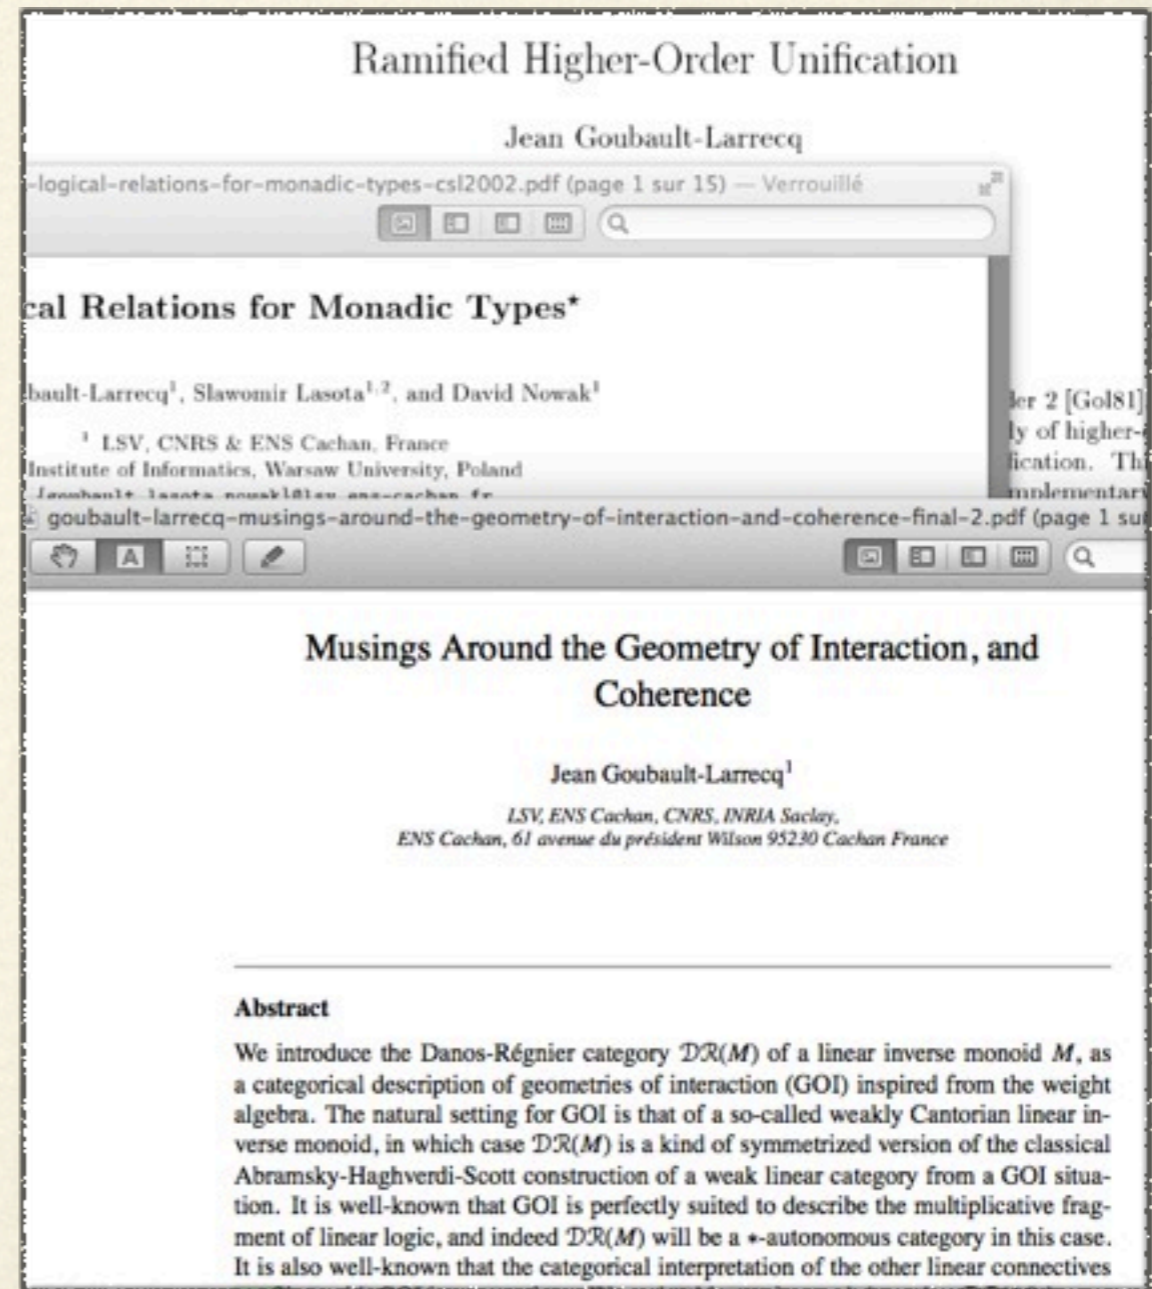 Ramified Higher-Order Unification
Jean Goubault-Larrecq
-logical-relations-for-monadic-types-csl2002.pdf (page 1 sur 15) — Verrouillé
cal Relations for Monadic Types*
bault-Larrecq¹, Slawomir Lasota¹,², and David Nowak¹
¹ LSV, CNRS & ENS Cachan, France
Institute of Informatics, Warsaw University, Poland
der 2 [Gol81]
ly of higher-
fication. Thi
mplementary
goubault-larrecq-musings-around-the-geometry-of-interaction-and-coherence-final-2.pdf (page 1 su
A
Musings Around the Geometry of Interaction, and
Coherence
Jean Goubault-Larrecq¹
LSV, ENS Cachan, CNRS, INRIA Saclay,
ENS Cachan, 61 avenue du président Wilson 95230 Cachan France
Abstract
We introduce the Danos-Régnier category 𝒟ℛ(M) of a linear inverse monoid M, as
a categorical description of geometries of interaction (GOI) inspired from the weight
algebra. The natural setting for GOI is that of a so-called weakly Cantorian linear in-
verse monoid, in which case 𝒟ℛ(M) is a kind of symmetrized version of the classical
Abramsky-Haghverdi-Scott construction of a weak linear category from a GOI situa-
tion. It is well-known that GOI is perfectly suited to describe the multiplicative frag-
ment of linear logic, and indeed 𝒟ℛ(M) will be a *-autonomous category in this case.
It is also well-known that the categorical interpretation of the other linear connectives